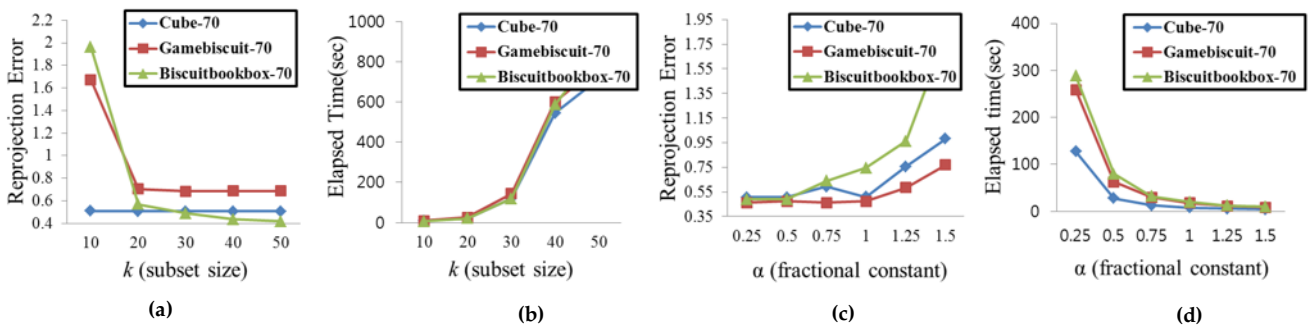 2.2
2
1.8
1.6
1.4
1.2
1
0.8
0.6
0.4
Reprojection Error
Cube-70
Gamebiscuit-70
Biscuitbookbox-70
10 20 30 40 50
k (subset size)
(a)
1000
800
600
400
200
0
Elapsed Time(sec)
Cube-70
Gamebiscuit-70
Biscuitbookbox-70
10 20 30 40 50
k (subset size)
(b)
1.95
1.75
1.55
1.35
1.15
0.95
0.75
0.55
0.35
Reprojection Error
Cube-70
Gamebiscuit-70
Biscuitbookbox-70
0.25 0.5 0.75 1 1.25 1.5
α (fractional constant)
(c)
400
300
200
100
0
Elapsed time(sec)
Cube-70
Gamebiscuit-70
Biscuitbookbox-70
0.25 0.5 0.75 1 1.25 1.5
α (fractional constant)
(d)